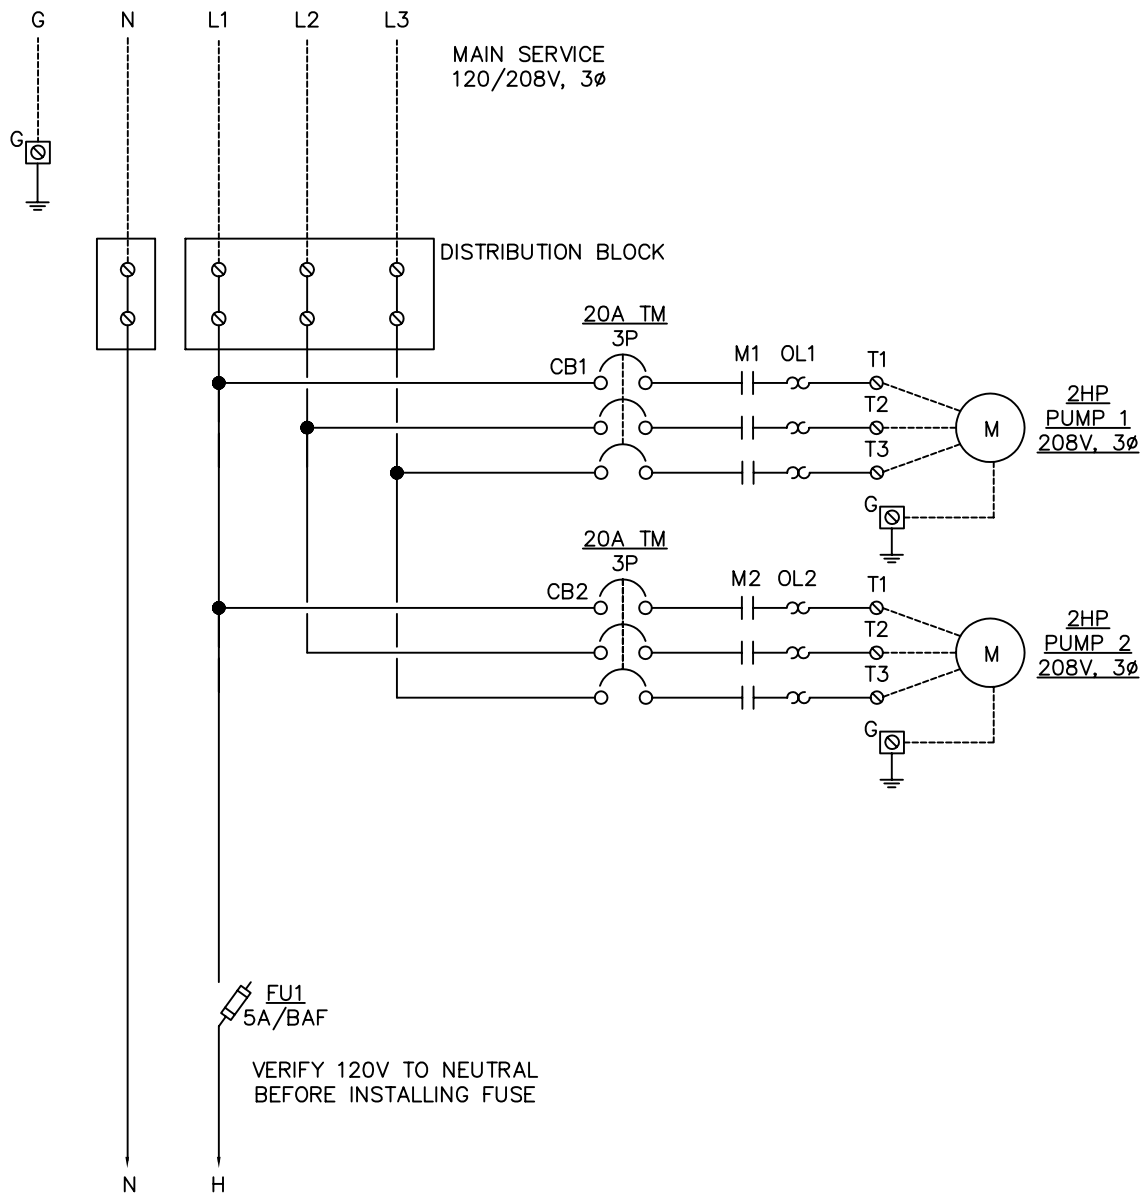 G N L1 L2 L3
MAIN SERVICE
120/208V, 3Ø
G
DISTRIBUTION BLOCK
20A TM
3P
CB1
M1 OL1 T1
T2
T3
M
2HP
PUMP 1
208V, 3Ø
G
20A TM
3P
CB2
M2 OL2 T1
T2
T3
M
2HP
PUMP 2
208V, 3Ø
G
FU1
5A/BAF
VERIFY 120V TO NEUTRAL
BEFORE INSTALLING FUSE
N H